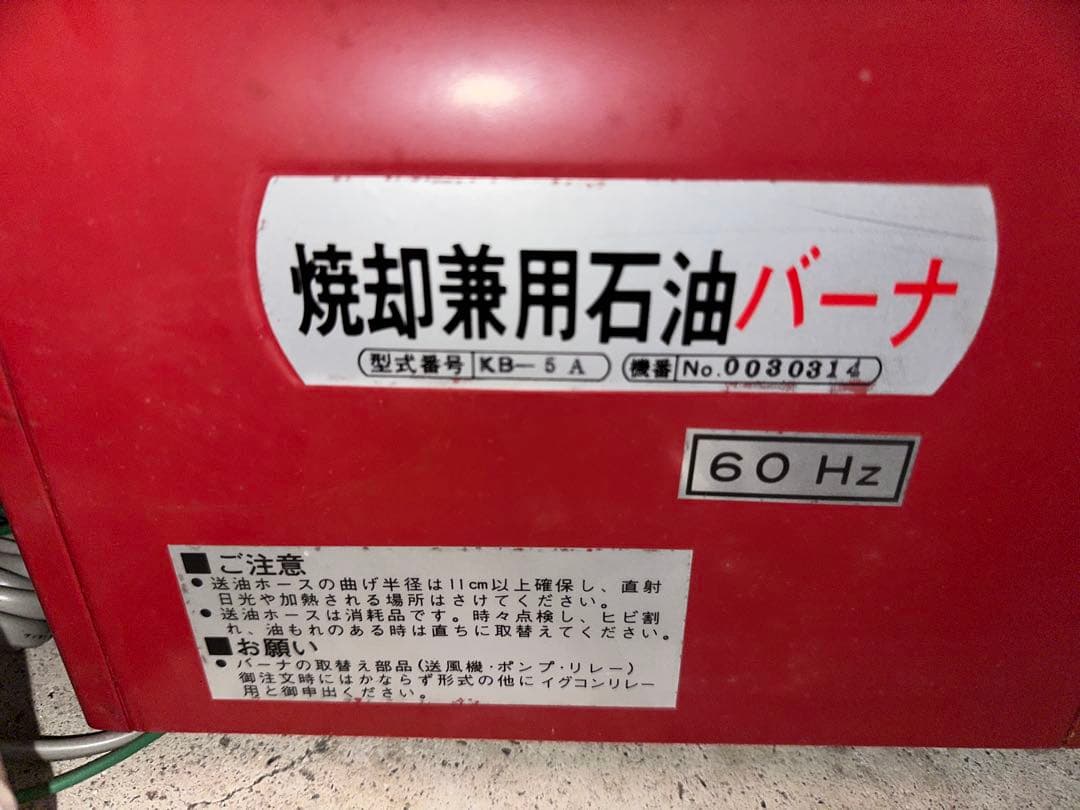 焼却兼用石油バーナ
型式番号 KB-5A 機番 No.0030314
60 Hz
■ご注意
●送油ホースの曲げ半径は11cm以上確保し、直射
日光や加熱される場所はさけてください。
●送油ホースは消耗品です。時々点検し、ヒビ割
れ、油もれのある時は直ちに取替えてください。
■お願い
●バーナの取替え部品(送風機・ポンプ・リレー)
御注文時にはかならず形式の他にイグコンリレー
用と御申出ください。